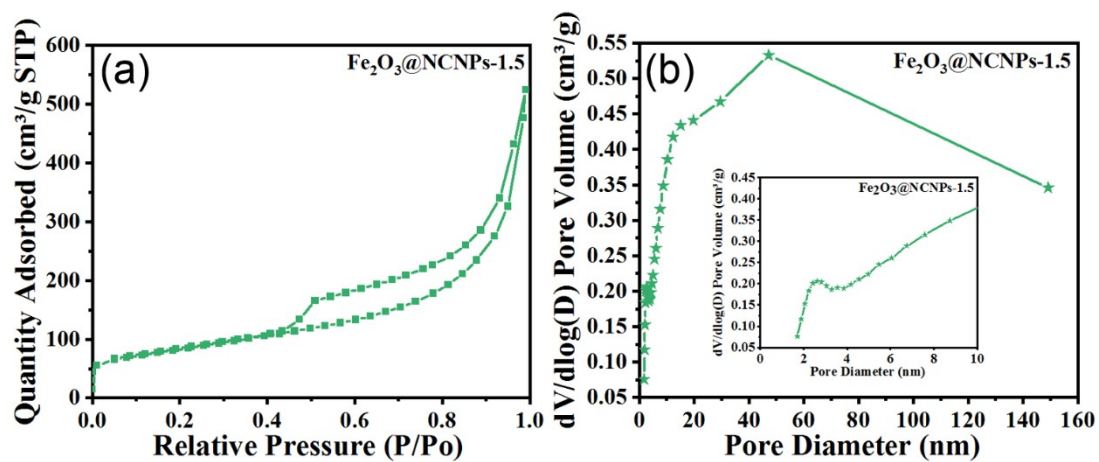 (a)
Fe₂O₃@NCNPs-1.5
Quantity Adsorbed (cm³/g STP)
600
500
400
300
200
100
0
0.0 0.2 0.4 0.6 0.8 1.0
Relative Pressure (P/Po)
(b)
Fe₂O₃@NCNPs-1.5
dV/dlog(D) Pore Volume (cm³/g)
0.55
0.50
0.45
0.40
0.35
0.30
0.25
0.20
0.15
0.10
0.05
0 20 40 60 80 100 120 140 160
Pore Diameter (nm)
Fe₂O₃@NCNPs-1.5
dV/dlog(D) Pore Volume (cm³/g)
0.45
0.40
0.35
0.30
0.25
0.20
0.15
0.10
0.05
0 2 4 6 8 10
Pore Diameter (nm)